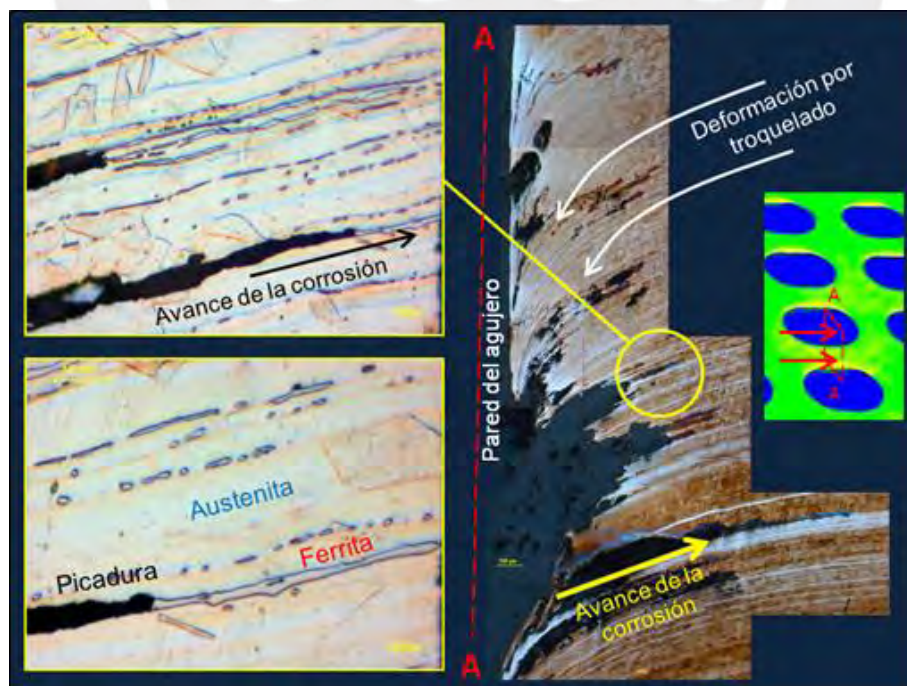 Avance de la corrosión
Austenita
Ferrita
Picadura
A
Pared del agujero
A
Deformación por
troquelado
Avance de la
corrosión
A
A